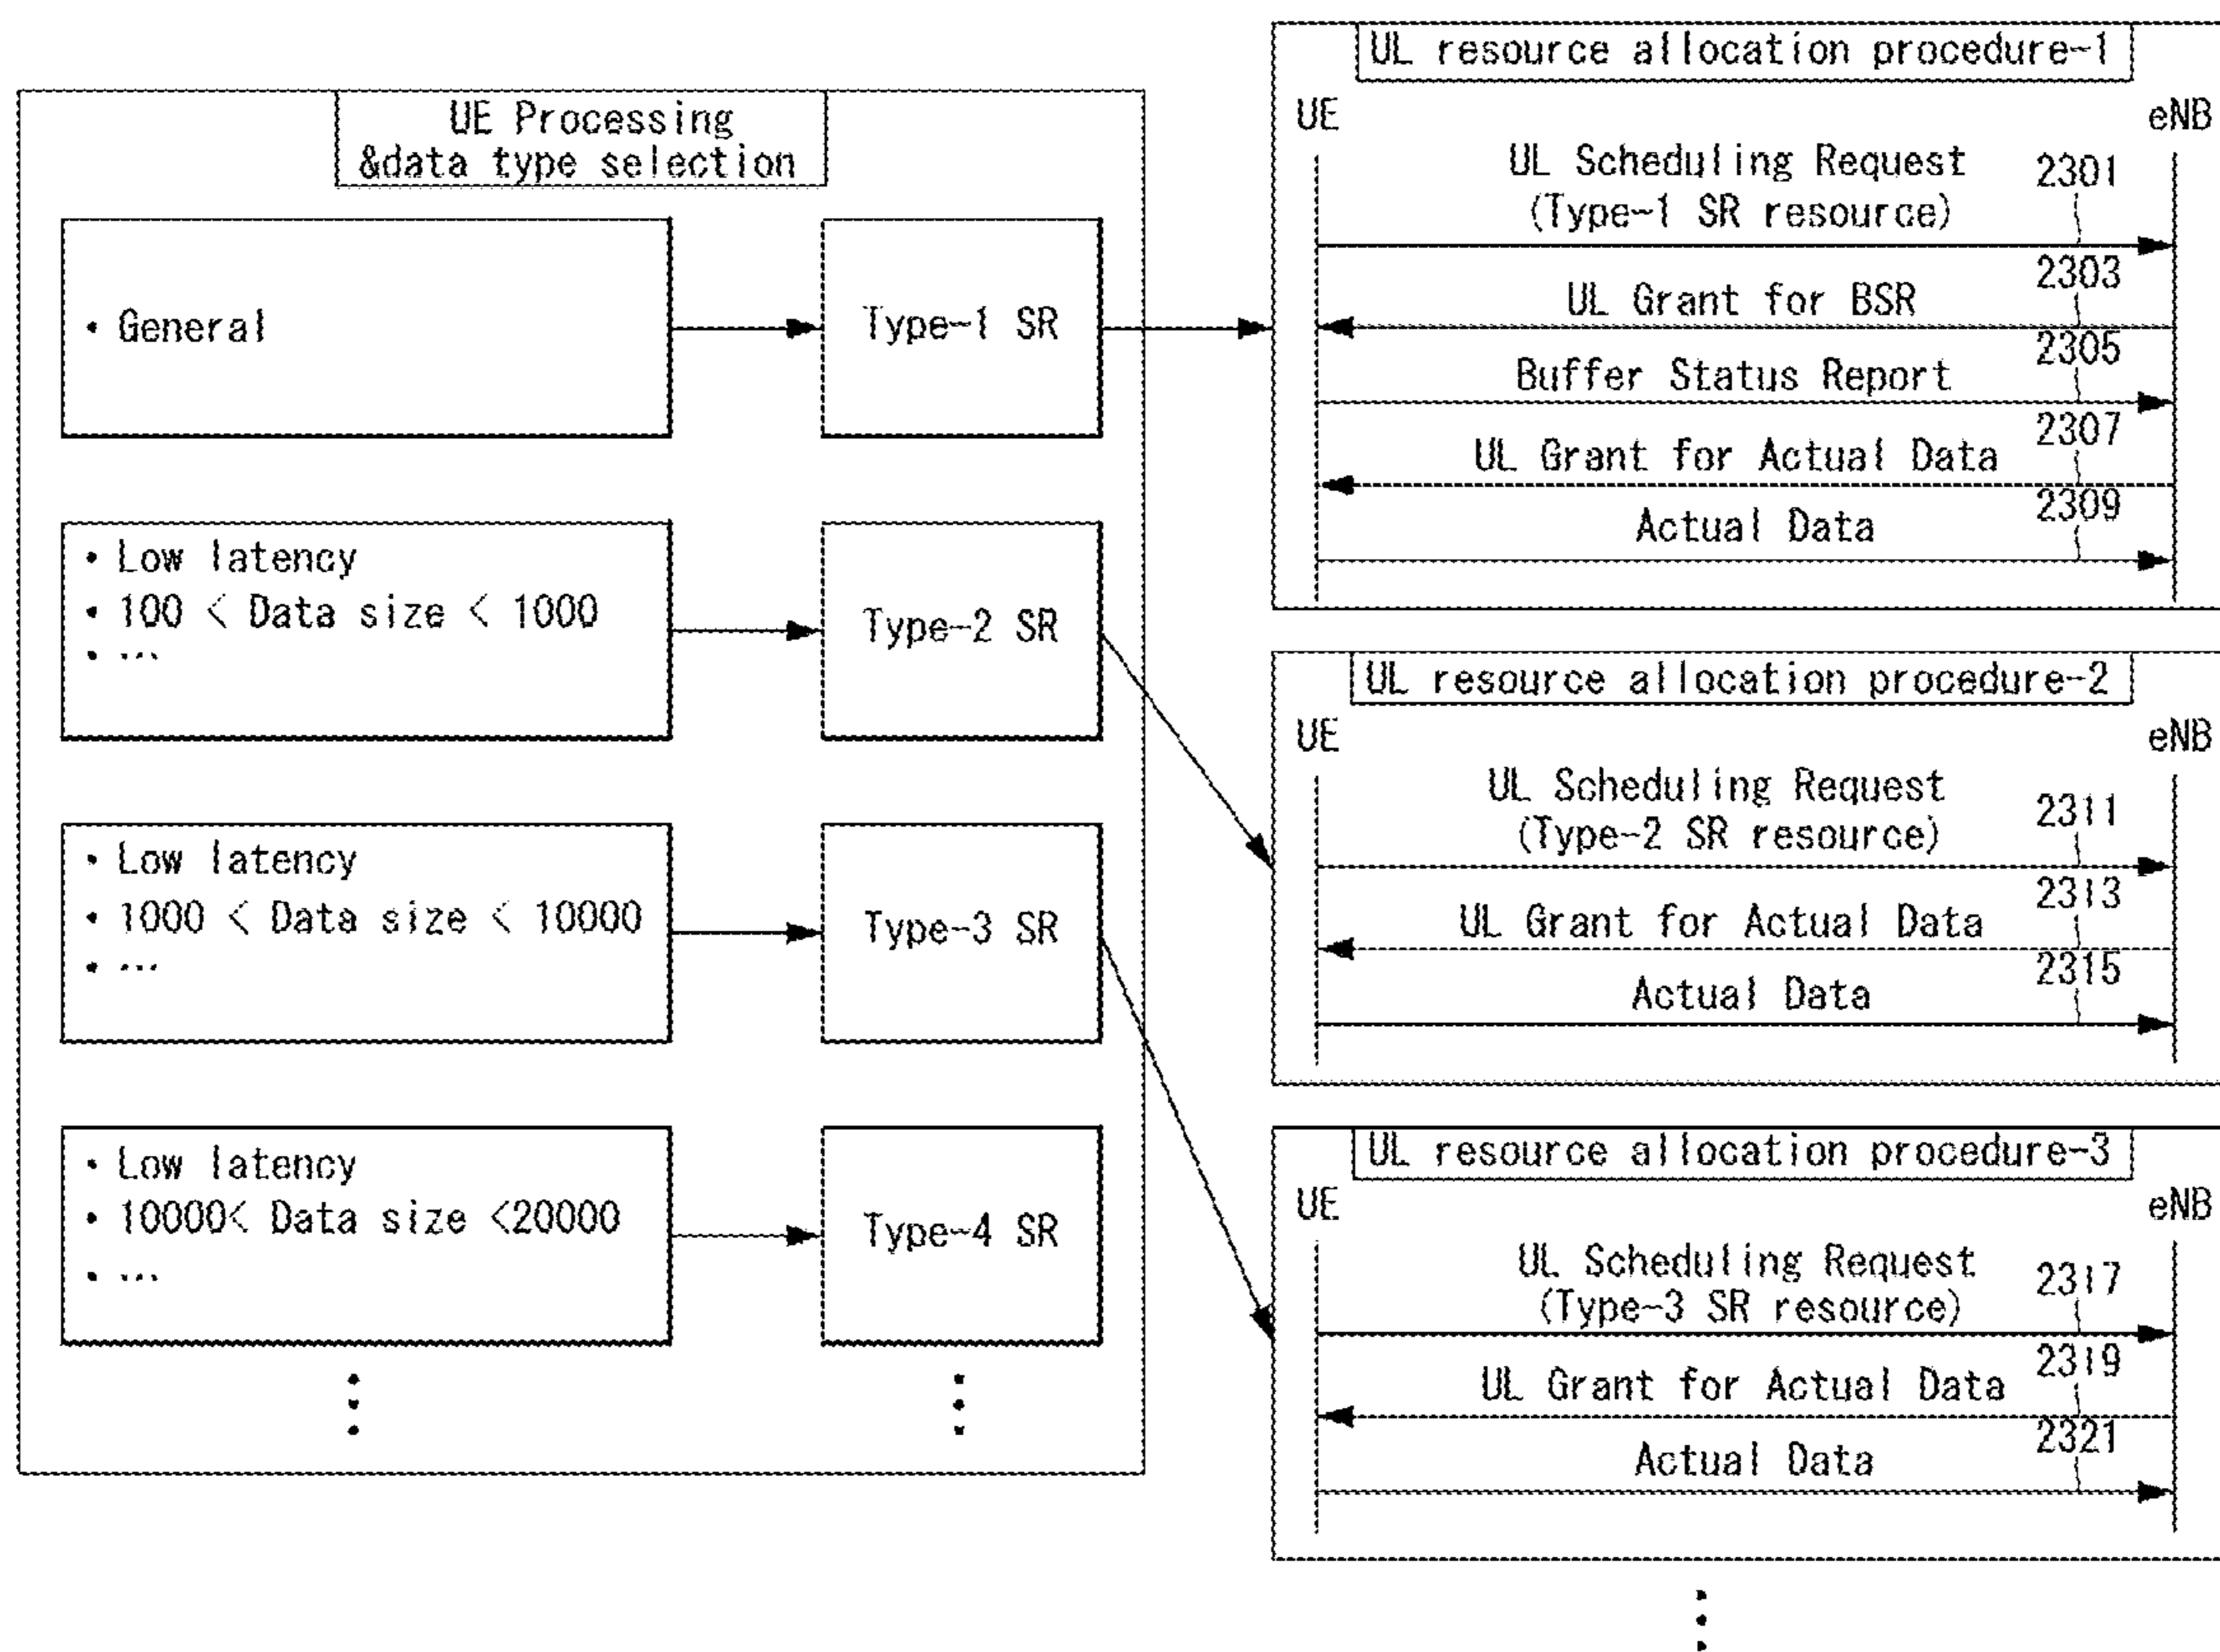 UE Processing
&data type selection
• General
Type-1 SR
• Low latency
• 100 < Data size < 1000
• ...
Type-2 SR
• Low latency
• 1000 < Data size < 10000
• ...
Type-3 SR
• Low latency
• 10000< Data size <20000
• ...
Type-4 SR
UL resource allocation procedure-1
UE
eNB
UL Scheduling Request
(Type-1 SR resource)
2301
UL Grant for BSR
2303
Buffer Status Report
2305
UL Grant for Actual Data
2307
Actual Data
2309
UL resource allocation procedure-2
UE
eNB
UL Scheduling Request
(Type-2 SR resource)
2311
UL Grant for Actual Data
2313
Actual Data
2315
UL resource allocation procedure-3
UE
eNB
UL Scheduling Request
(Type-3 SR resource)
2317
UL Grant for Actual Data
2319
Actual Data
2321